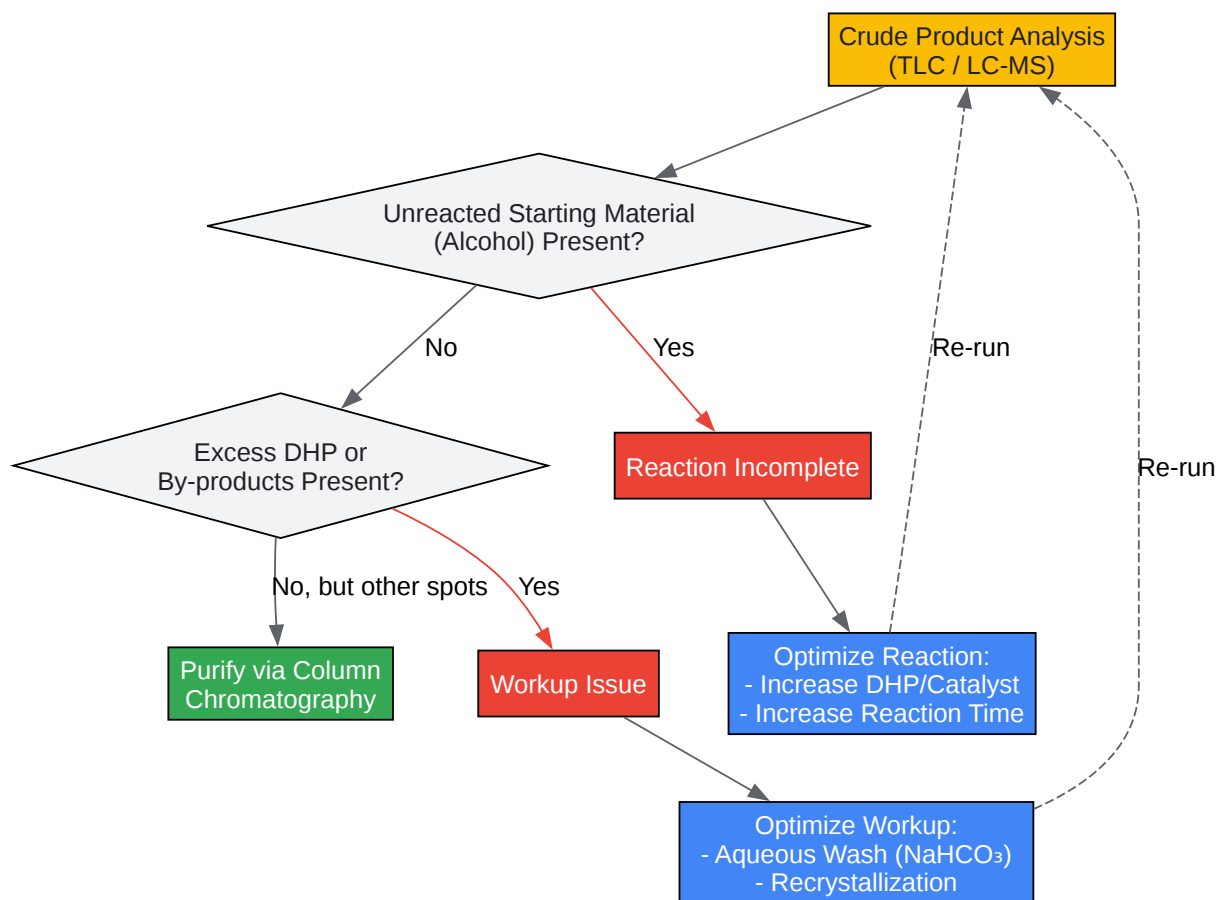 Crude Product Analysis
(TLC / LC-MS)
Unreacted Starting Material
(Alcohol) Present?
No
Yes
Re-run
Excess DHP or
By-products Present?
Reaction Incomplete
Re-run
No, but other spots
Yes
Purify via Column
Chromatography
Workup Issue
Optimize Reaction:
- Increase DHP/Catalyst
- Increase Reaction Time
Optimize Workup:
- Aqueous Wash (NaHCO₃)
- Recrystallization